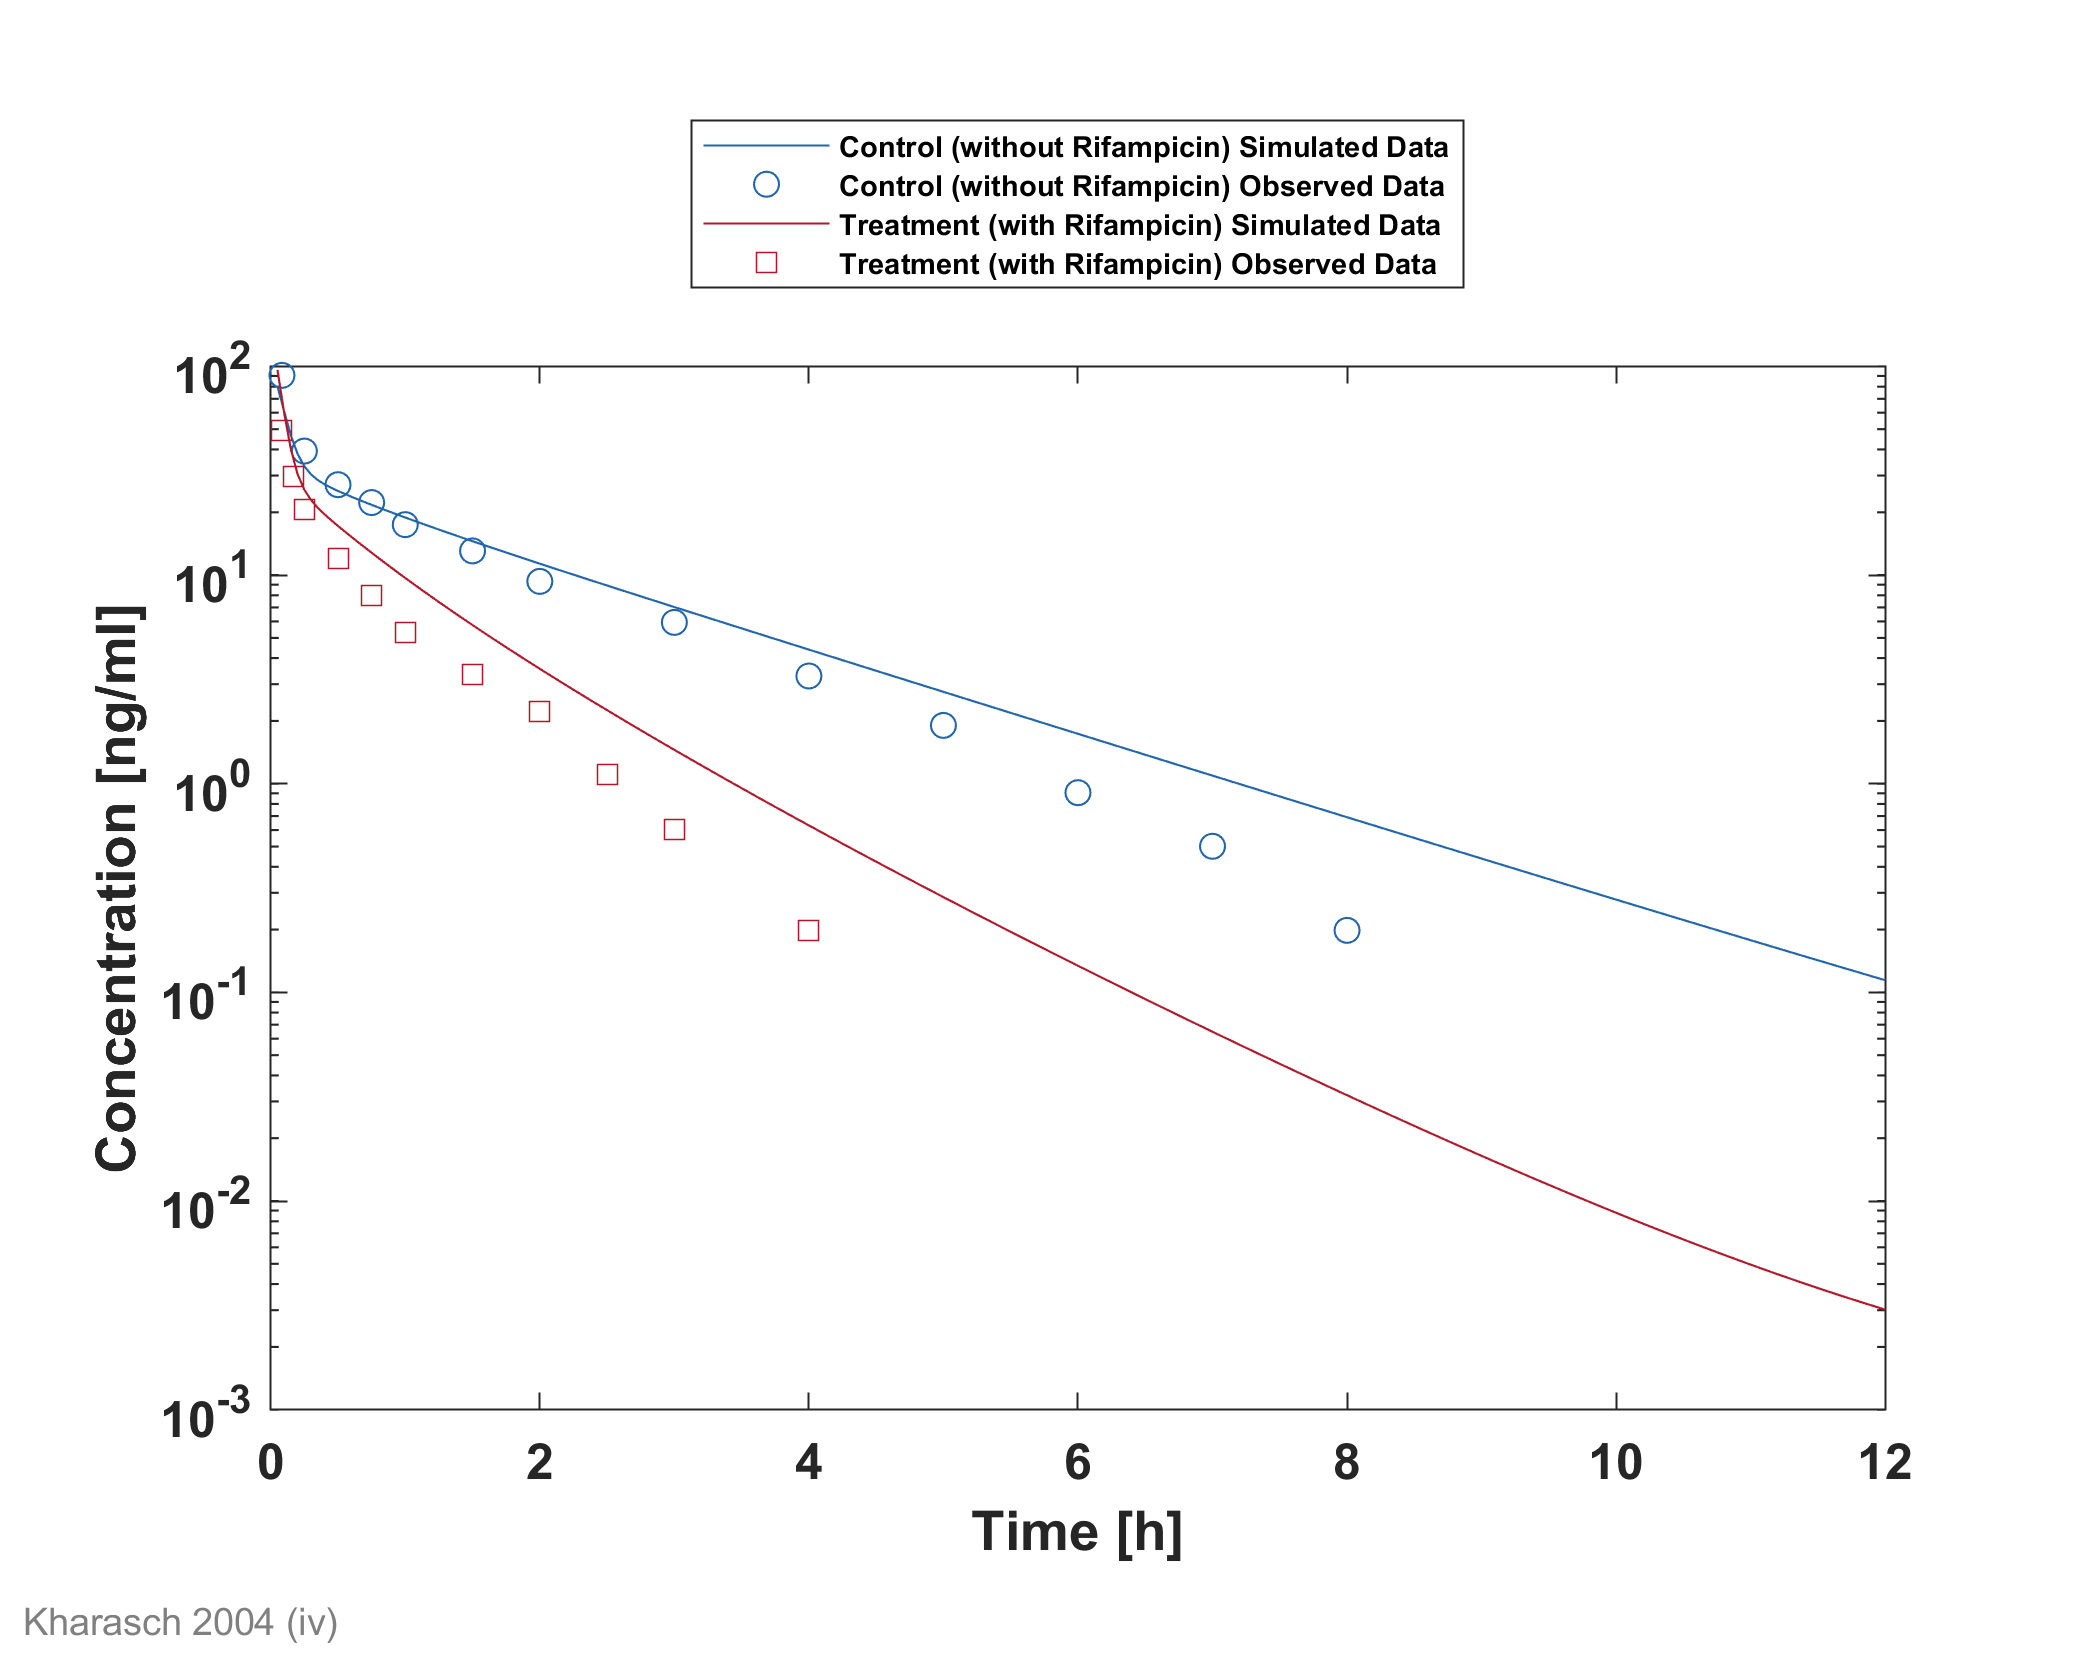 Control (without Rifampicin) Simulated Data
Control (without Rifampicin) Observed Data
Treatment (with Rifampicin) Simulated Data
Treatment (with Rifampicin) Observed Data
10^2
10^1
10^0
10^-1
10^-2
10^-3
Concentration [ng/ml]
0 2 4 6 8 10 12
Time [h]
Kharasch 2004 (iv)